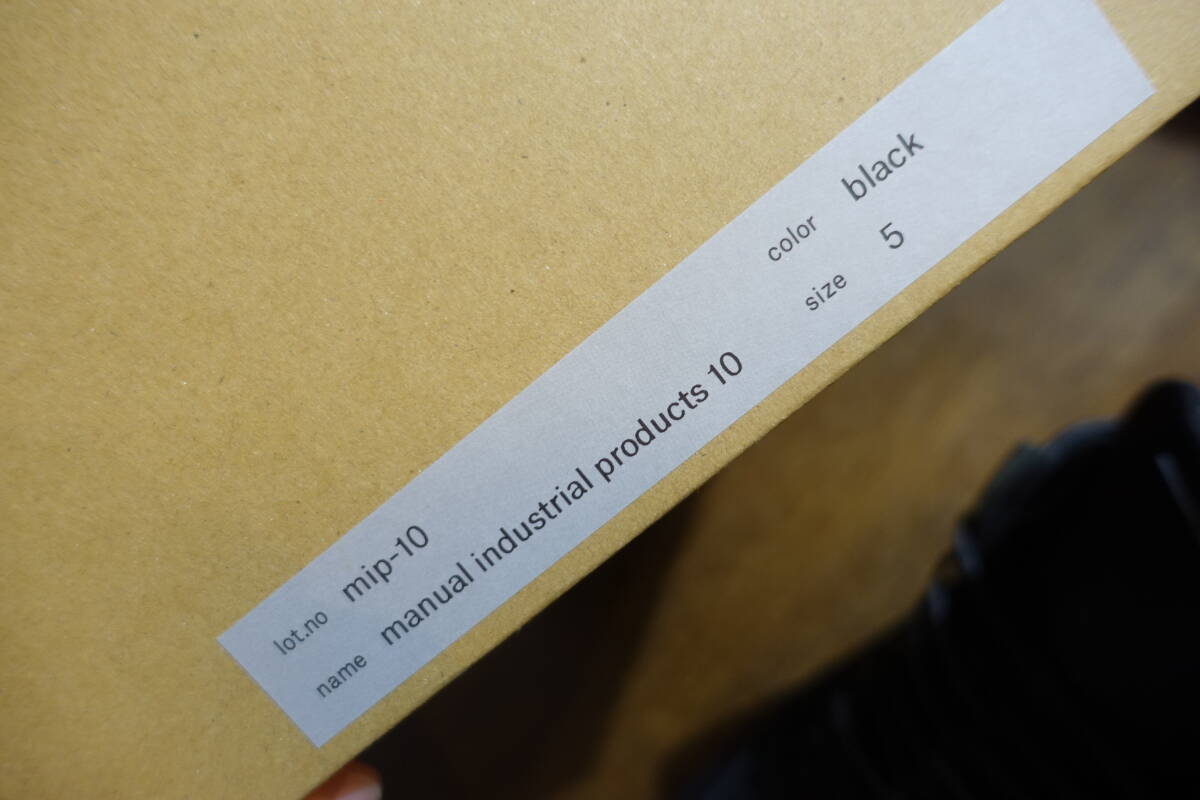 lot.no mip-10
name manual industrial products 10
color black
size 5